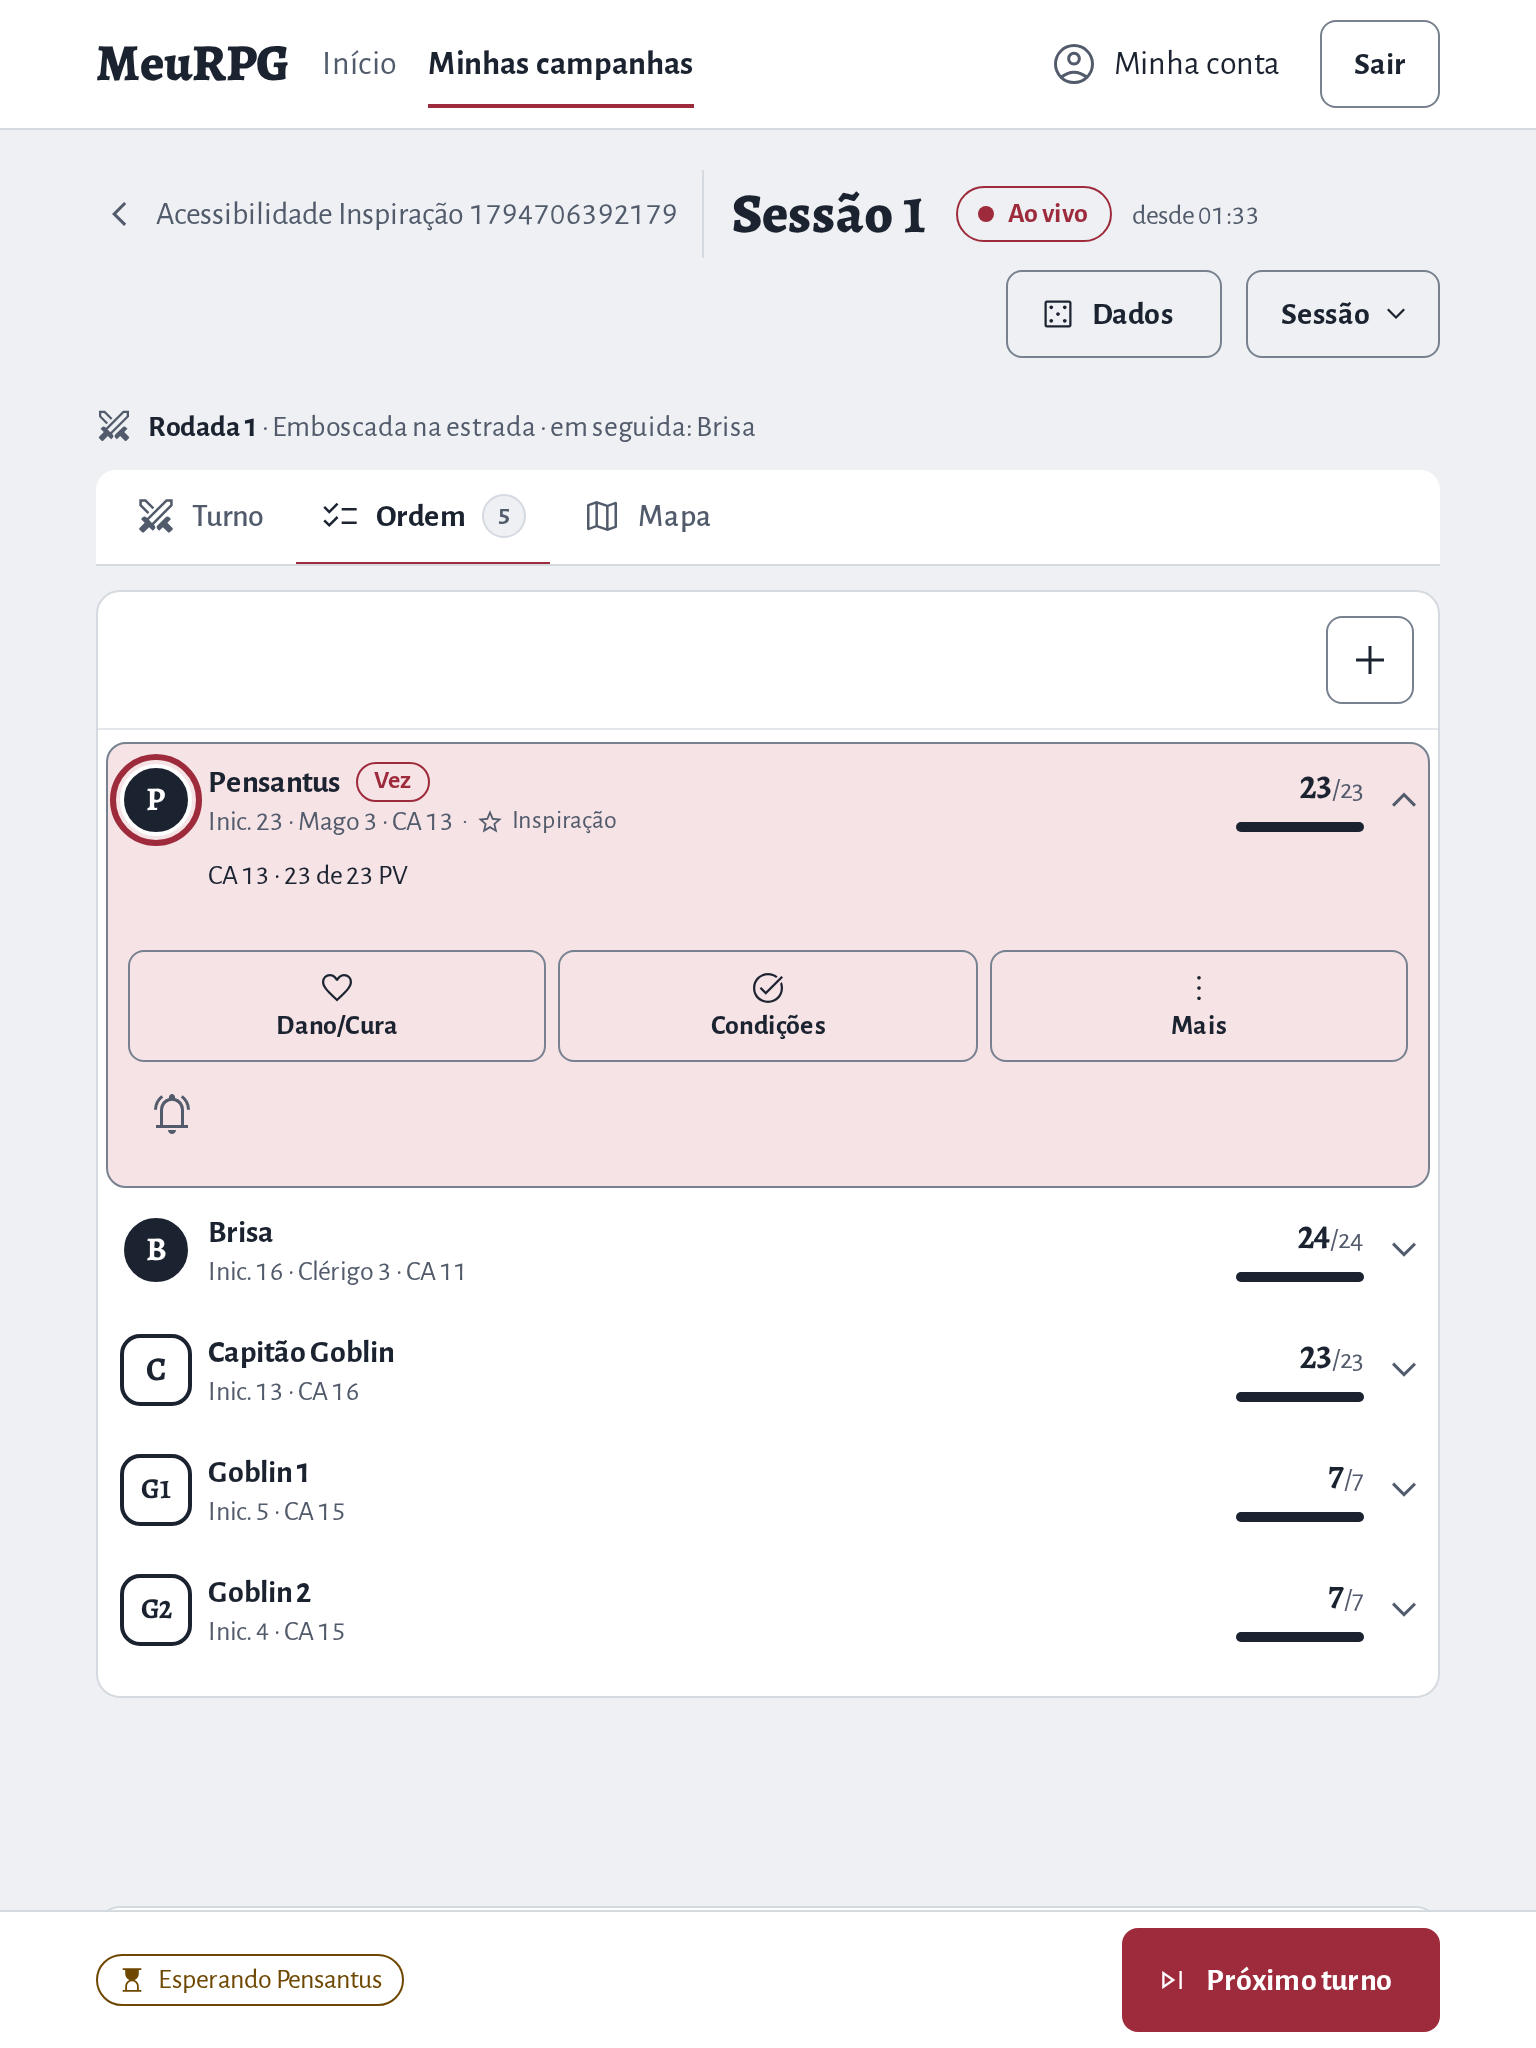 MeuRPG Início Minhas campanhas Minha conta Sair
Acessibilidade Inspiração 1794706392179 Sessão 1 Ao vivo desde 01:33
Dados Sessão
Rodada 1 · Emboscada na estrada · em seguida: Brisa
Turno Ordem 5 Mapa
P Pensantus Vez 23/23
Inic. 23 · Mago 3 · CA 13 · Inspiração
CA 13 · 23 de 23 PV
Dano/Cura Condições Mais
B Brisa 24/24
Inic. 16 · Clérigo 3 · CA 11
C Capitão Goblin 23/23
Inic. 13 · CA 16
G1 Goblin 1 7/7
Inic. 5 · CA 15
G2 Goblin 2 7/7
Inic. 4 · CA 15
Esperando Pensantus Próximo turno